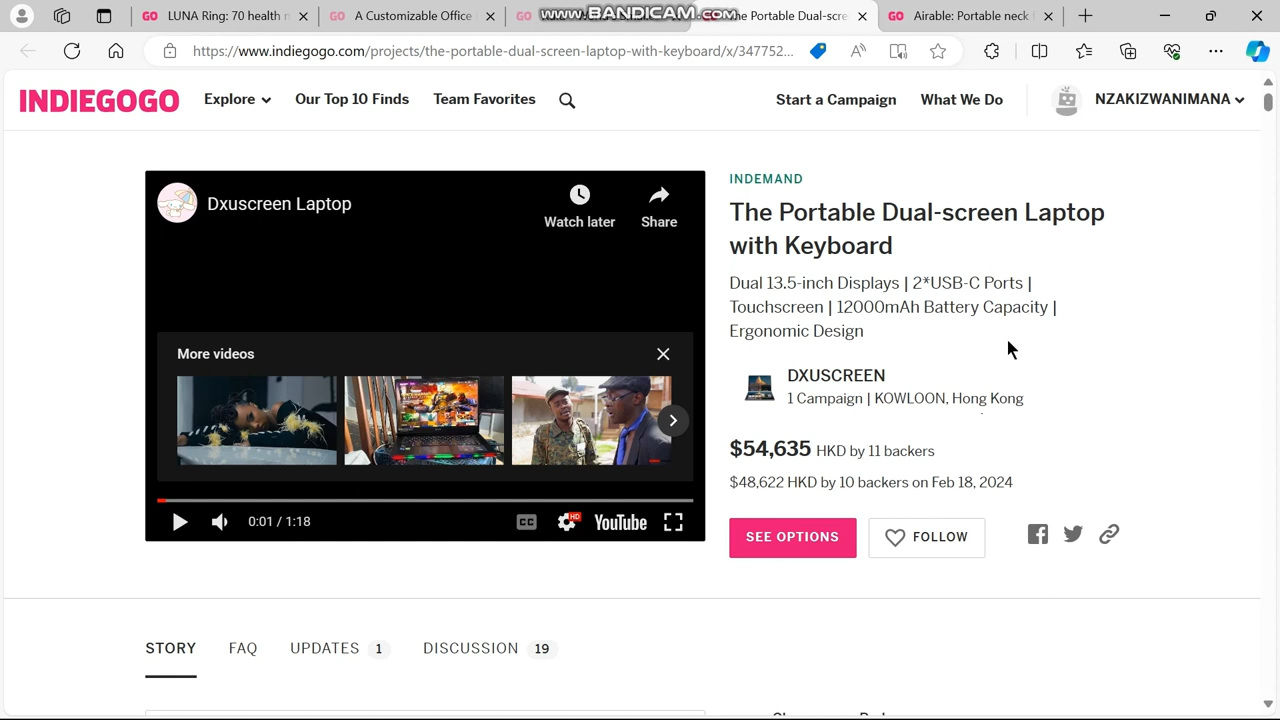 LUNA Ring: 70 health r
A Customizable Office
www.BANDICAM.com
The Portable Dual-scre
Airable: Portable neck
https://www.indiegogo.com/projects/the-portable-dual-screen-laptop-with-keyboard/x/347752...
INDIEGOGO
Explore
Our Top 10 Finds
Team Favorites
Start a Campaign
What We Do
NZAKIZWANIMANA
Dxuscreen Laptop
Watch later
Share
More videos
0:01 / 1:18
CC
HD
YouTube
INDEMAND
The Portable Dual-screen Laptop
with Keyboard
Dual 13.5-inch Displays | 2*USB-C Ports |
Touchscreen | 12000mAh Battery Capacity |
Ergonomic Design
DXUSCREEN
1 Campaign | KOWLOON, Hong Kong
$54,635 HKD by 11 backers
$48,622 HKD by 10 backers on Feb 18, 2024
SEE OPTIONS
FOLLOW
STORY
FAQ
UPDATES 1
DISCUSSION 19